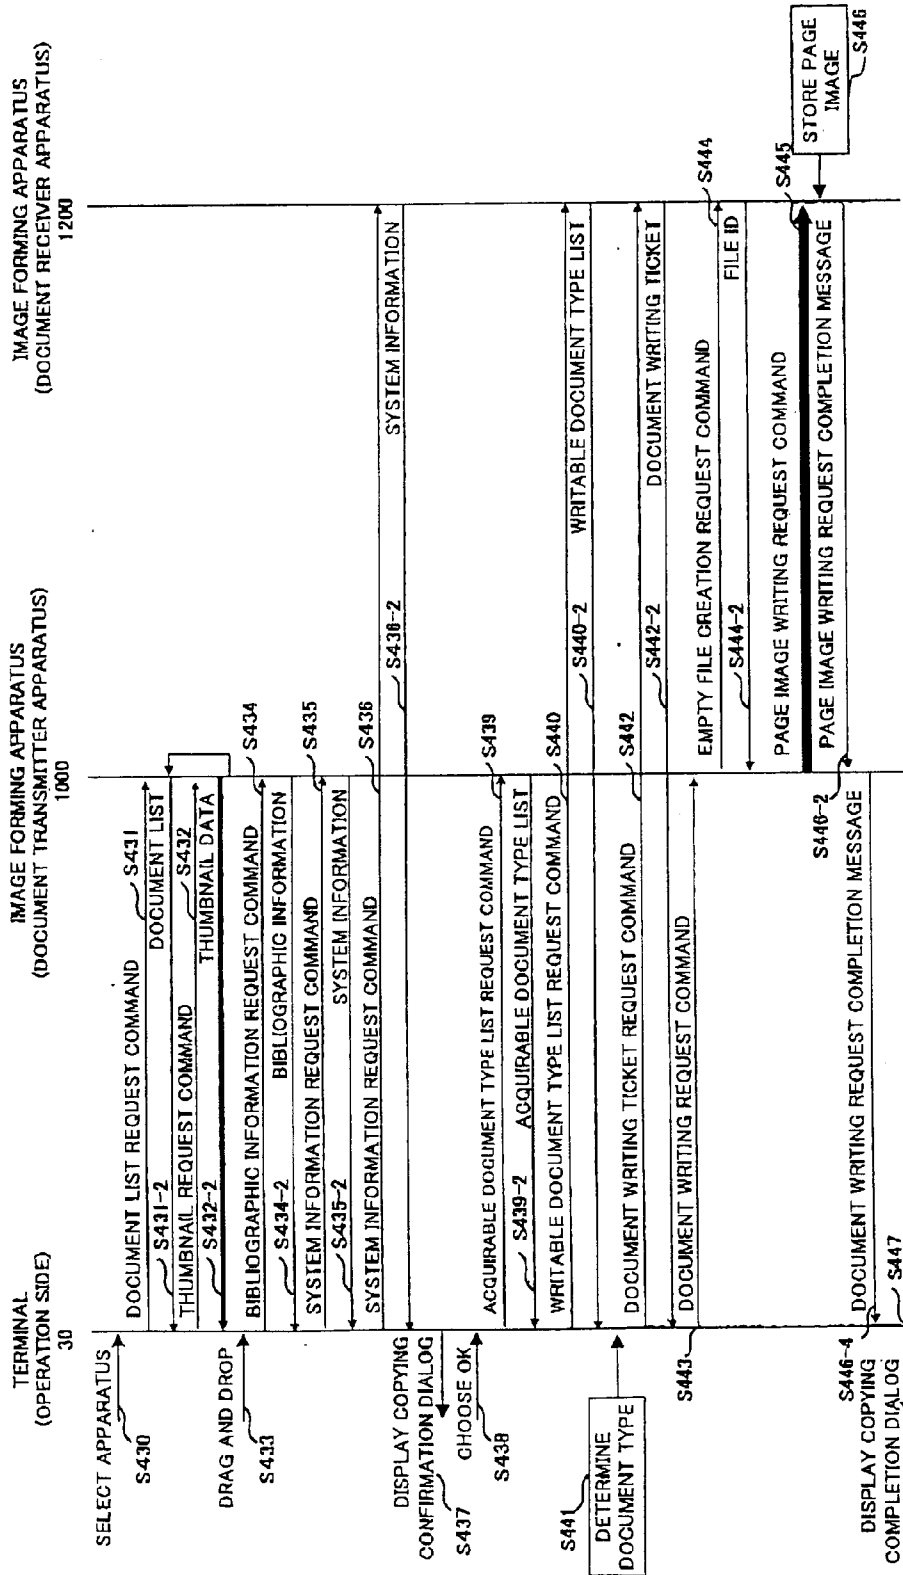 TERMINAL
(OPERATION SIDE)
30
IMAGE FORMING APPARATUS
(DOCUMENT TRANSMITTER APPARATUS)
1000
IMAGE FORMING APPARATUS
(DOCUMENT RECEIVER APPARATUS)
1200
SELECT APPARATUS
S430
DOCUMENT LIST REQUEST COMMAND
S431
S431-2
DOCUMENT LIST
THUMBNAIL REQUEST COMMAND
S432
S432-2
THUMBNAIL DATA
DRAG AND DROP
S433
BIBLIOGRAPHIC INFORMATION REQUEST COMMAND
S434
S434-2
BIBLIOGRAPHIC INFORMATION
SYSTEM INFORMATION REQUEST COMMAND
S435
S435-2
SYSTEM INFORMATION
SYSTEM INFORMATION REQUEST COMMAND
S436
S436-2
SYSTEM INFORMATION
DISPLAY COPYING
CONFIRMATION DIALOG
S437
CHOOSE OK
S438
ACQUIRABLE DOCUMENT TYPE LIST REQUEST COMMAND
S439
S439-2
ACQUIRABLE DOCUMENT TYPE LIST
WRITABLE DOCUMENT TYPE LIST REQUEST COMMAND
S440
S440-2
WRITABLE DOCUMENT TYPE LIST
S441
DETERMINE
DOCUMENT TYPE
DOCUMENT WRITING TICKET REQUEST COMMAND
S442
S442-2
DOCUMENT WRITING TICKET
DOCUMENT WRITING REQUEST COMMAND
S443
EMPTY FILE CREATION REQUEST COMMAND
S444
S444-2
FILE ID
PAGE IMAGE WRITING REQUEST COMMAND
S445
STORE PAGE
IMAGE
S446
PAGE IMAGE WRITING REQUEST COMPLETION MESSAGE
S446-2
DOCUMENT WRITING REQUEST COMPLETION MESSAGE
S446-4
DISPLAY COPYING
COMPLETION DIALOG
S447